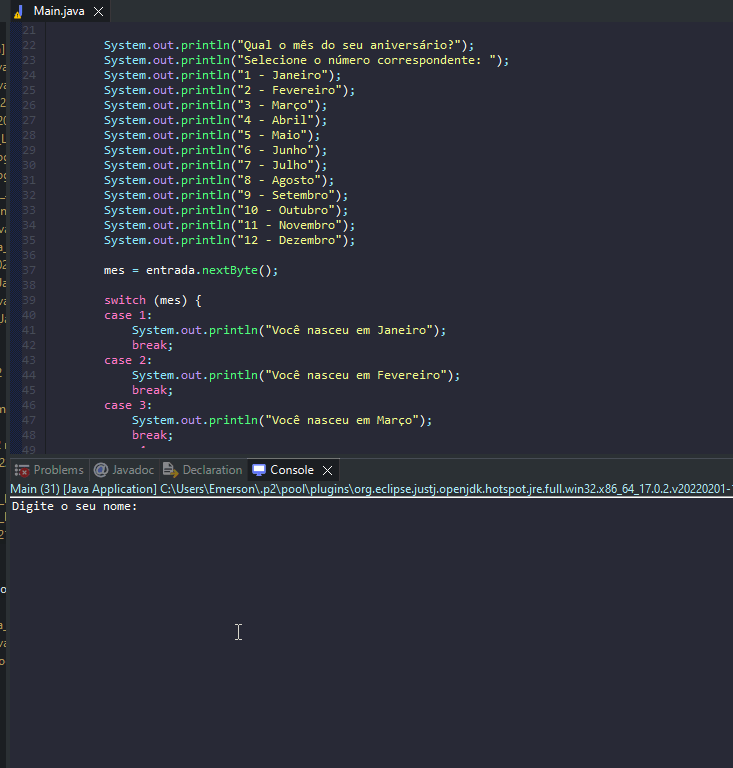 Main.java
21
22 System.out.println("Qual o mês do seu aniversário?");
23 System.out.println("Selecione o número correspondente: ");
24 System.out.println("1 - Janeiro");
25 System.out.println("2 - Fevereiro");
26 System.out.println("3 - Março");
27 System.out.println("4 - Abril");
28 System.out.println("5 - Maio");
29 System.out.println("6 - Junho");
30 System.out.println("7 - Julho");
31 System.out.println("8 - Agosto");
32 System.out.println("9 - Setembro");
33 System.out.println("10 - Outubro");
34 System.out.println("11 - Novembro");
35 System.out.println("12 - Dezembro");
36
37 mes = entrada.nextByte();
38
39 switch (mes) {
40 case 1:
41 System.out.println("Você nasceu em Janeiro");
42 break;
43 case 2:
44 System.out.println("Você nasceu em Fevereiro");
45 break;
46 case 3:
47 System.out.println("Você nasceu em Março");
48 break;
49
Problems Javadoc Declaration Console
Main (31) [Java Application] C:\Users\Emerson\.p2\pool\plugins\org.eclipse.justj.openjdk.hotspot.jre.full.win32.x86_64_17.0.2.v20220201-
Digite o seu nome: